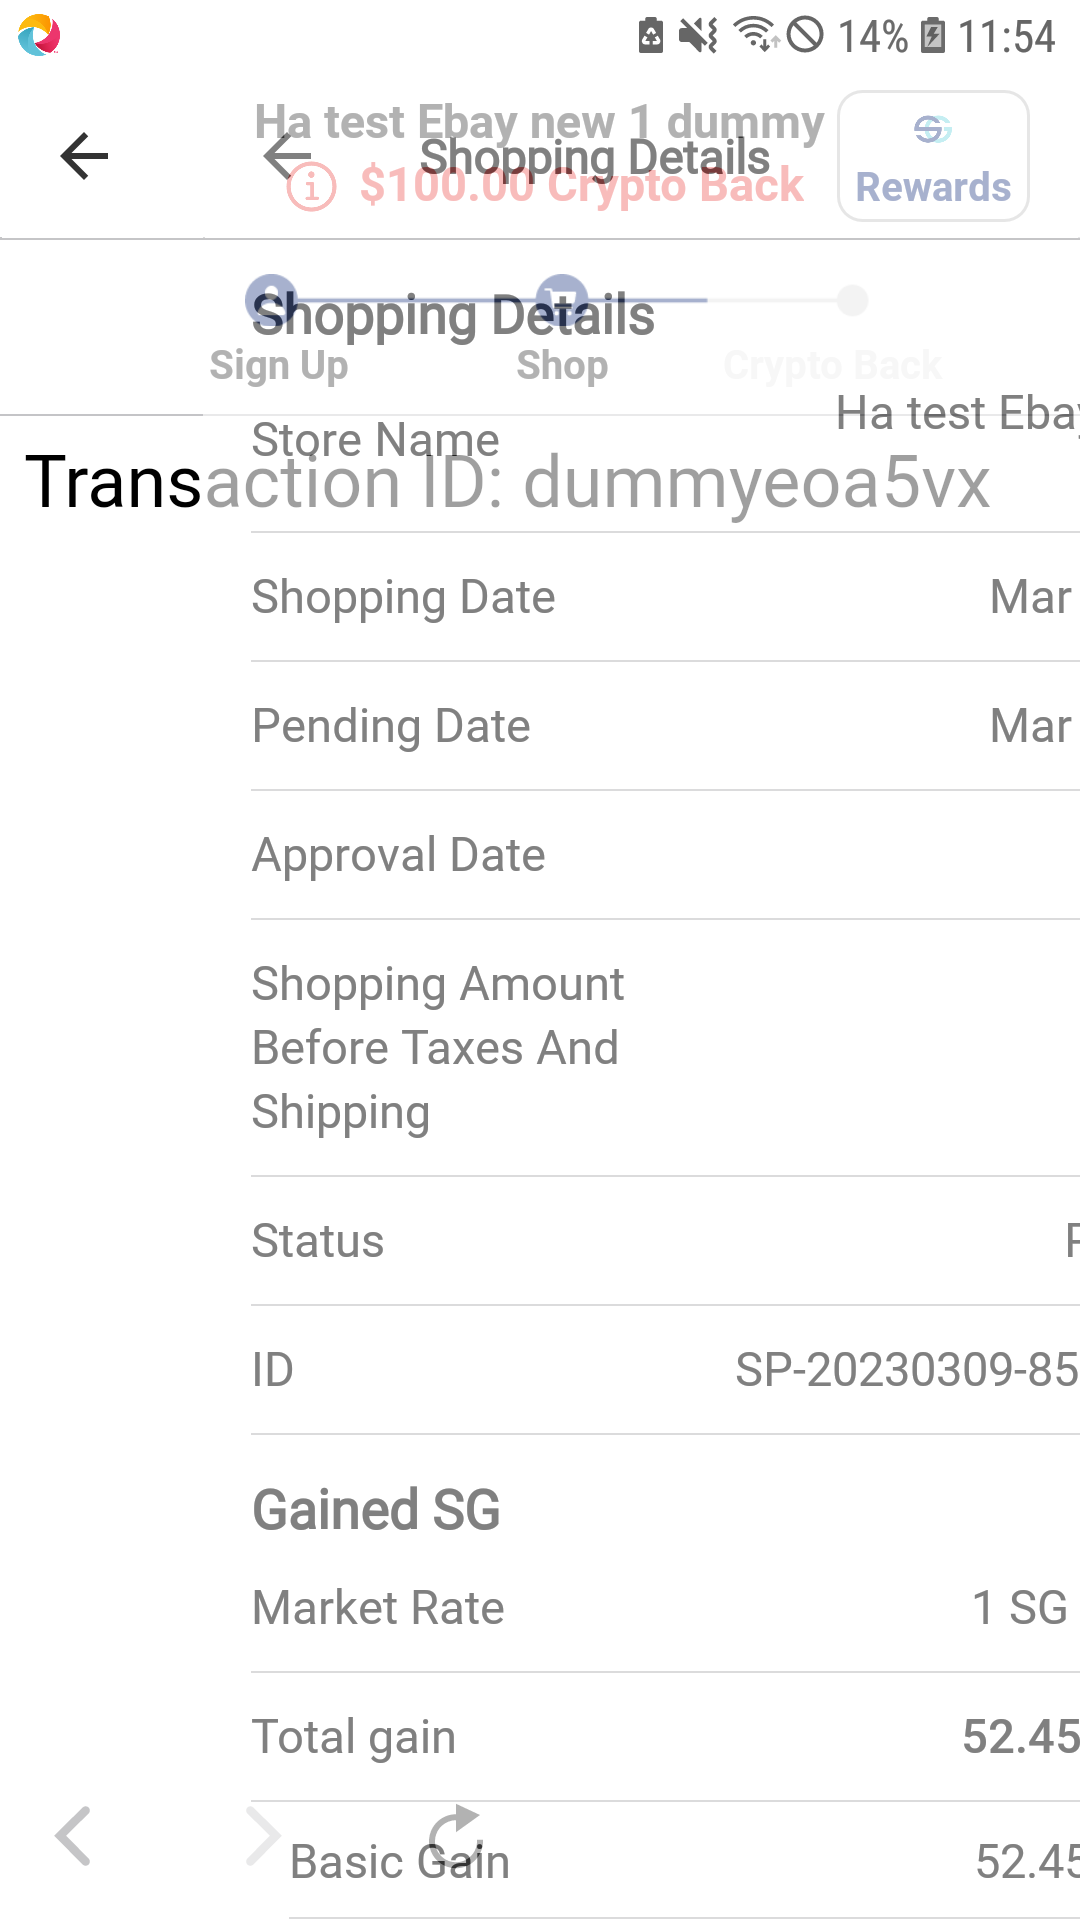 14% 11:54
Ha test Ebay new 1 dummy
Shopping Details
$100.00 Crypto Back
Rewards
Shopping Details
Sign Up
Shop
Crypto Back
Store Name
Ha test Ebay
Transaction ID: dummyeoa5vx
Shopping Date
Mar
Pending Date
Mar
Approval Date
Shopping Amount
Before Taxes And
Shipping
Status
ID
SP-20230309-85
Gained SG
Market Rate
1 SG
Total gain
52.45
Basic Gain
52.45